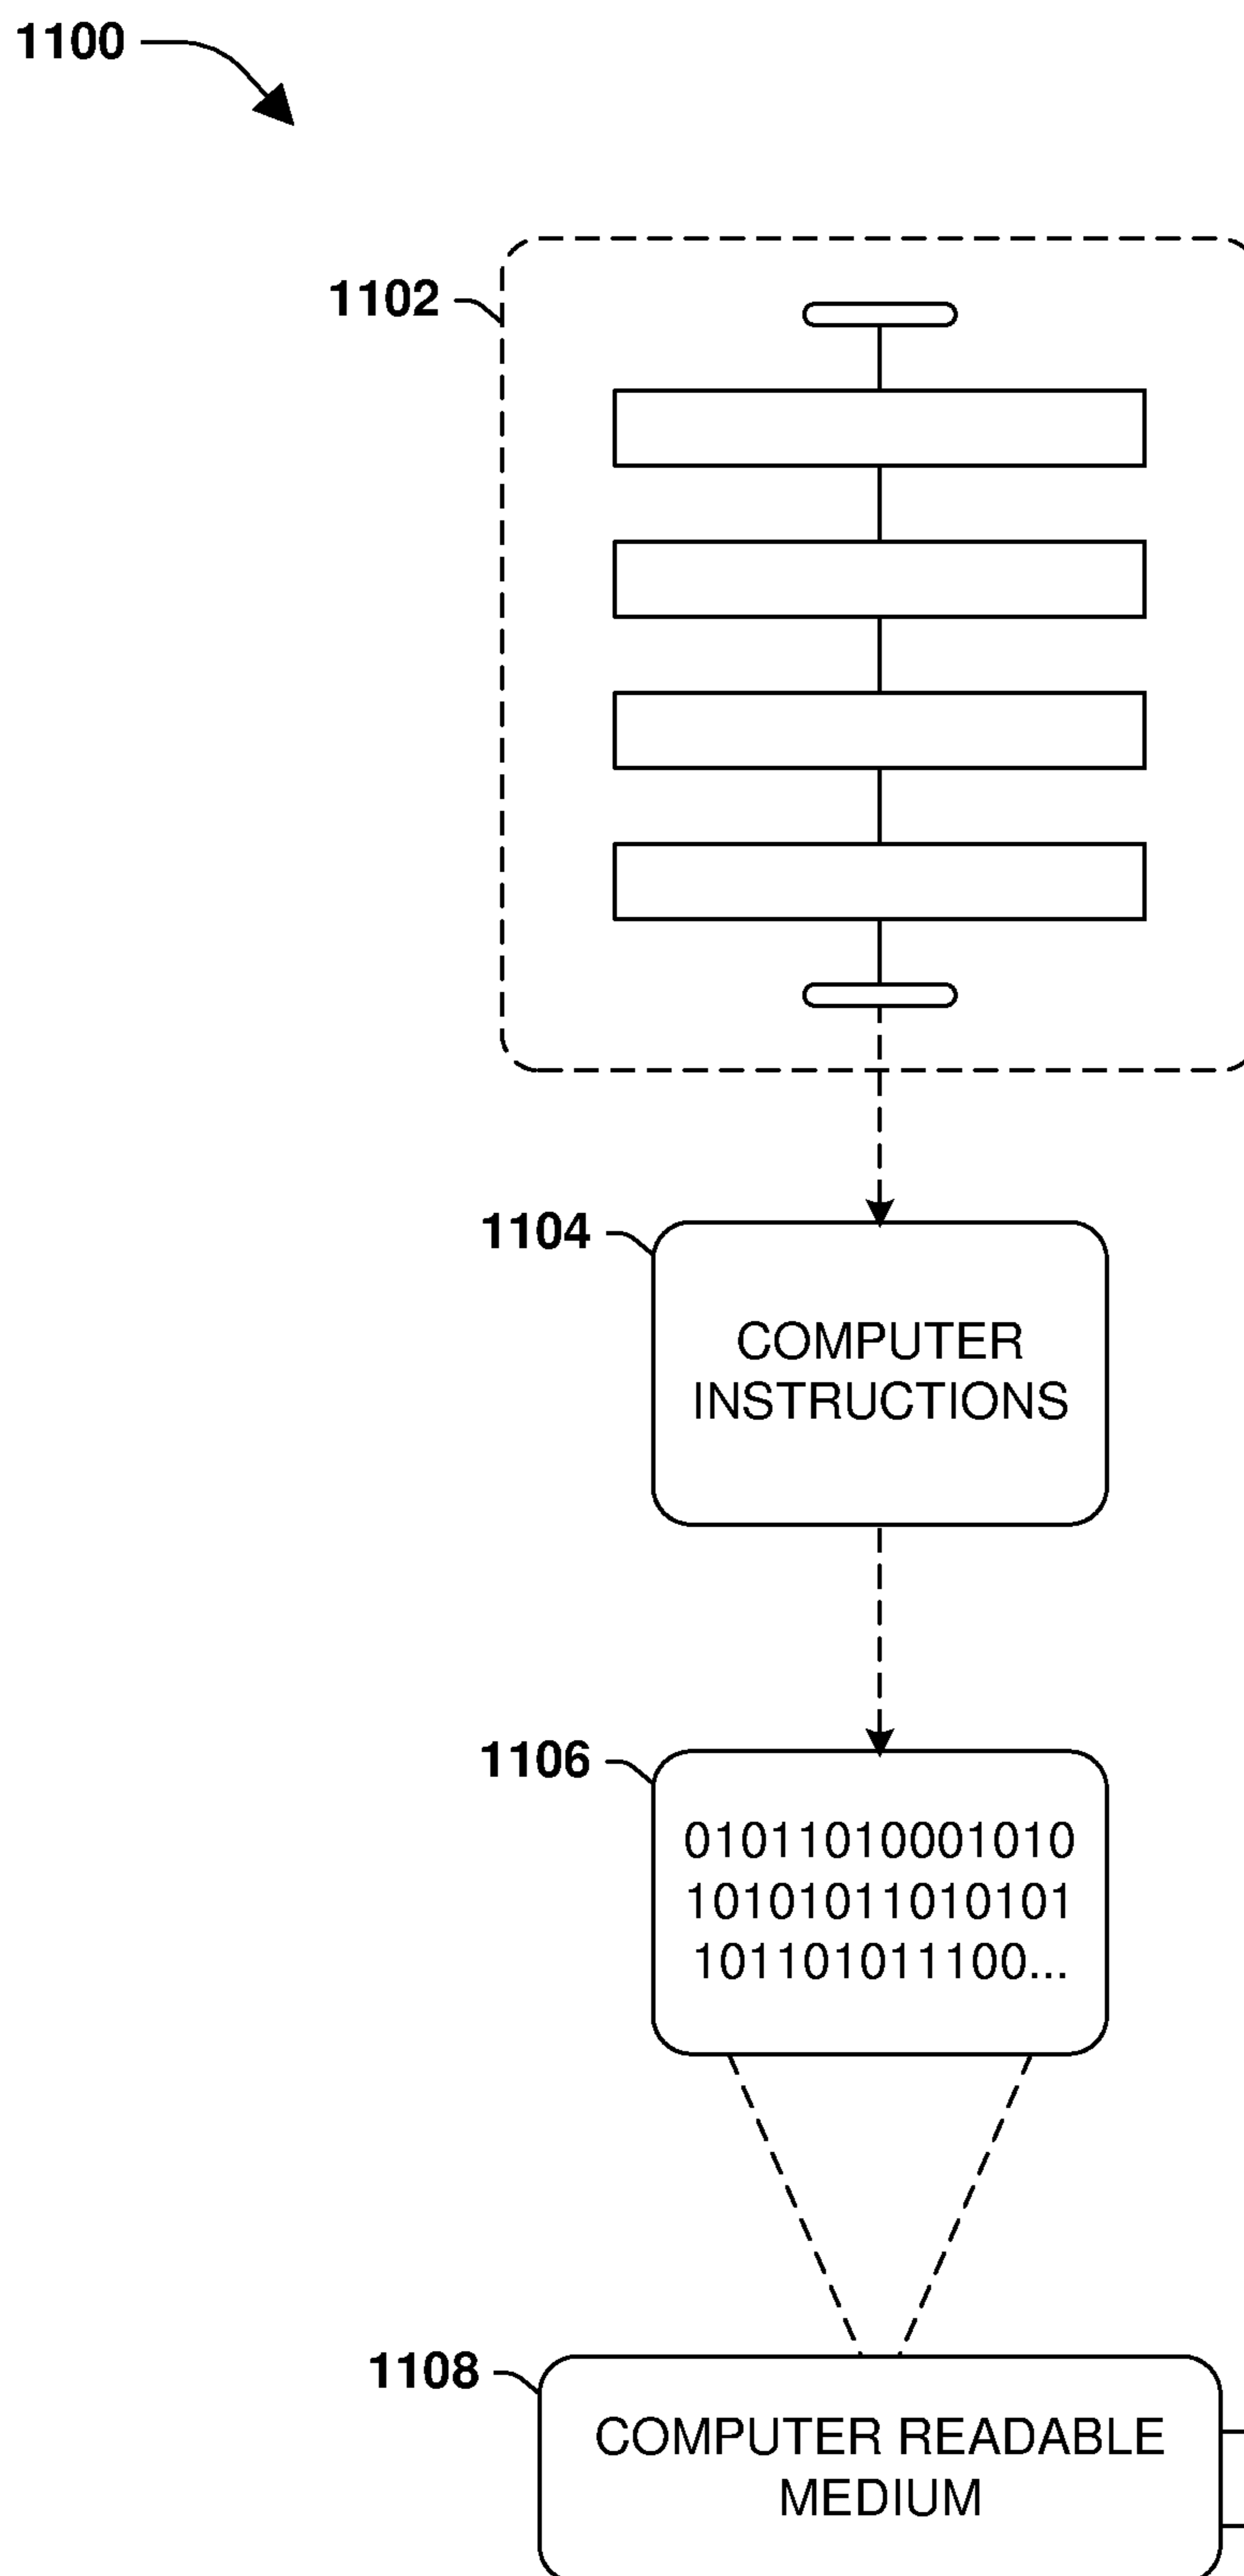 1100
1102
1104
COMPUTER
INSTRUCTIONS
1106
01011010001010
10101011010101
101101011100...
1108
COMPUTER READABLE
MEDIUM